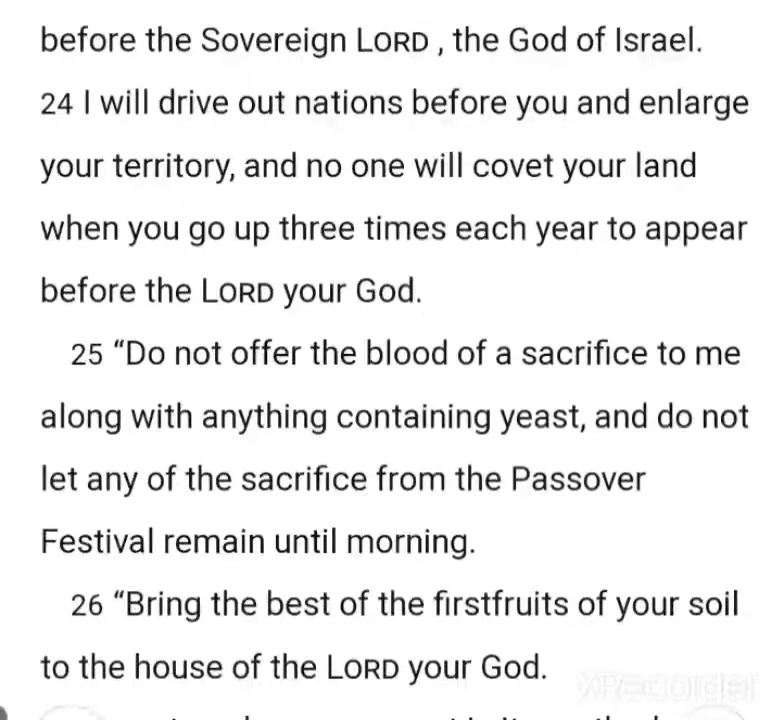 before the Sovereign LORD , the God of Israel.
24 I will drive out nations before you and enlarge
your territory, and no one will covet your land
when you go up three times each year to appear
before the LORD your God.
25 “Do not offer the blood of a sacrifice to me
along with anything containing yeast, and do not
let any of the sacrifice from the Passover
Festival remain until morning.
26 “Bring the best of the firstfruits of your soil
to the house of the LORD your God.
XRecorder